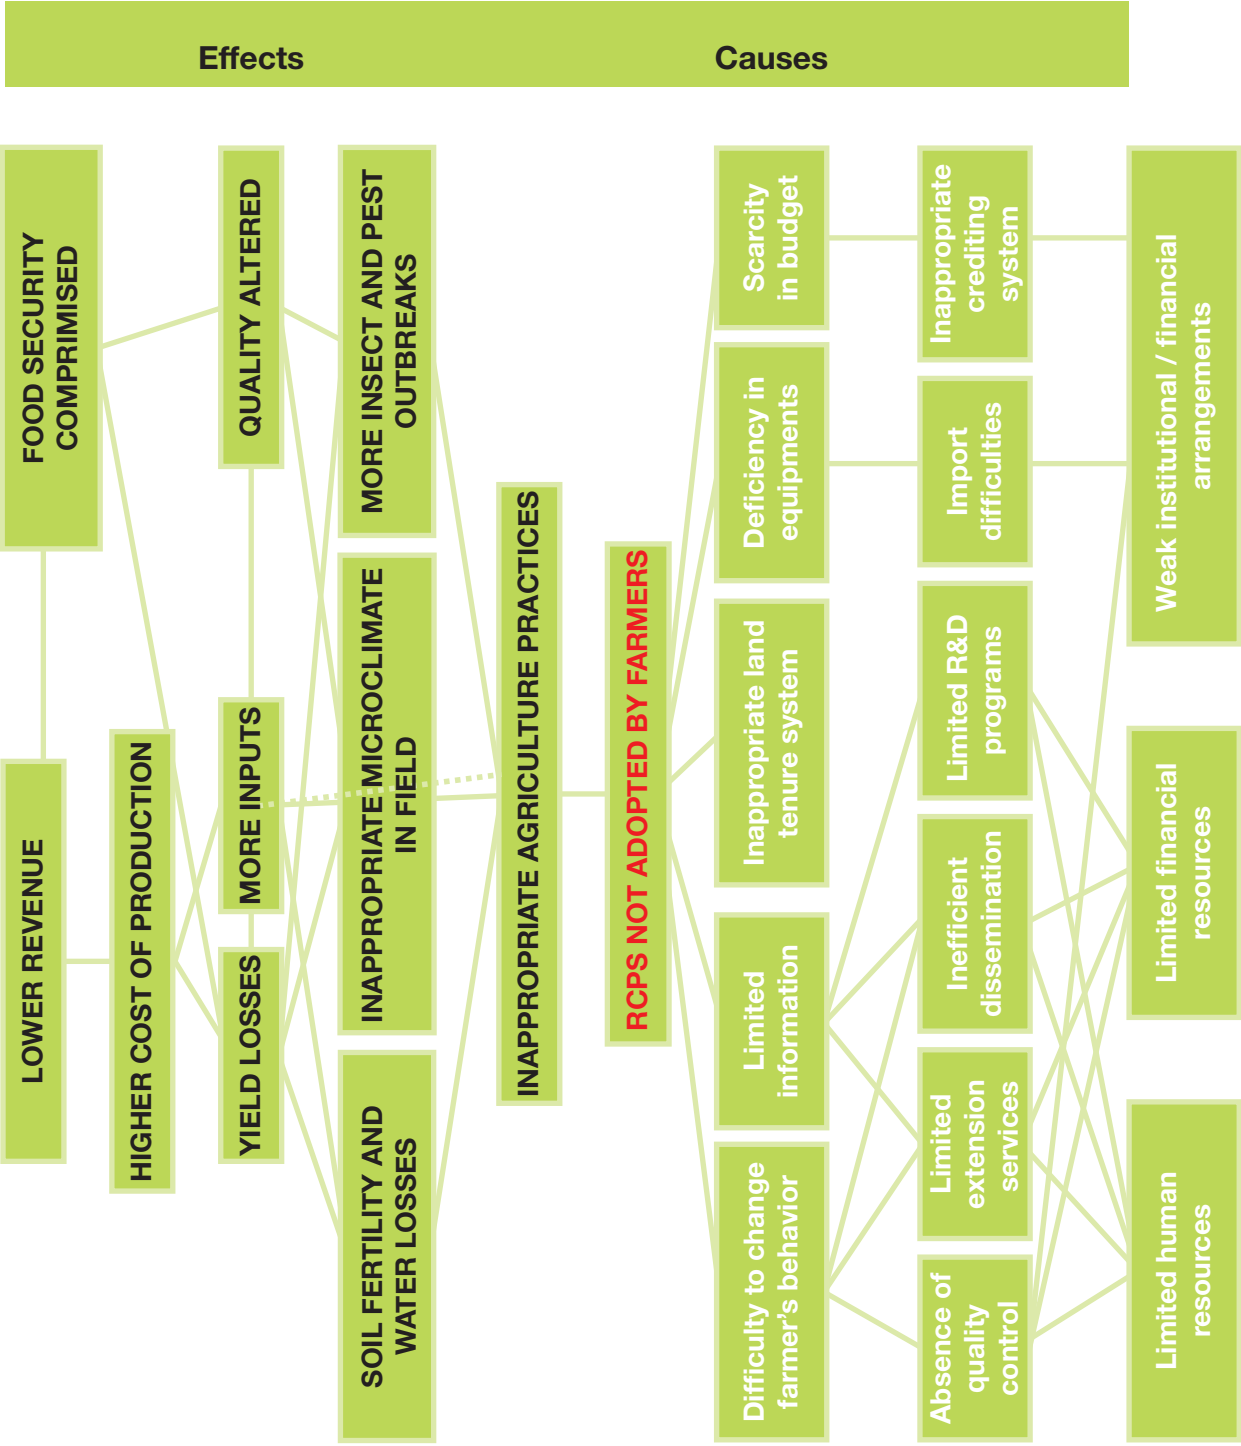 Effects
Causes
LOWER REVENUE
FOOD SECURITY
COMPRIMISED
HIGHER COST OF PRODUCTION
YIELD LOSSES
MORE INPUTS
QUALITY ALTERED
SOIL FERTILITY AND
WATER LOSSES
INAPPROPRIATE MICROCLIMATE
IN FIELD
MORE INSECT AND PEST
OUTBREAKS
INAPPROPRIATE AGRICULTURE PRACTICES
RCPS NOT ADOPTED BY FARMERS
Difficulty to change
farmer's behavior
Limited
information
Inappropriate land
tenure system
Deficiency in
equipments
Scarcity
in budget
Absence of
quality
control
Limited
extension
services
Inefficient
dissemination
Limited R&D
programs
Import
difficulties
Inappropriate
crediting
system
Limited human
resources
Limited financial
resources
Weak institutional / financial
arrangements